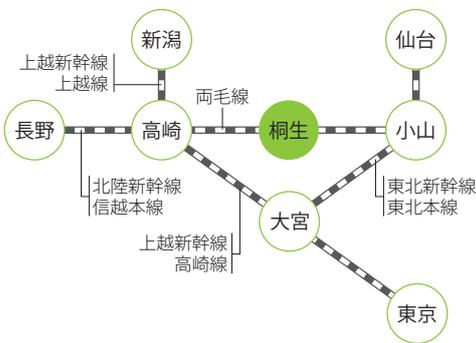 新潟
仙台
上越新幹線
上越線
両毛線
長野
高崎
桐生
小山
北陸新幹線
信越本線
東北新幹線
東北本線
大宮
上越新幹線
高崎線
東京